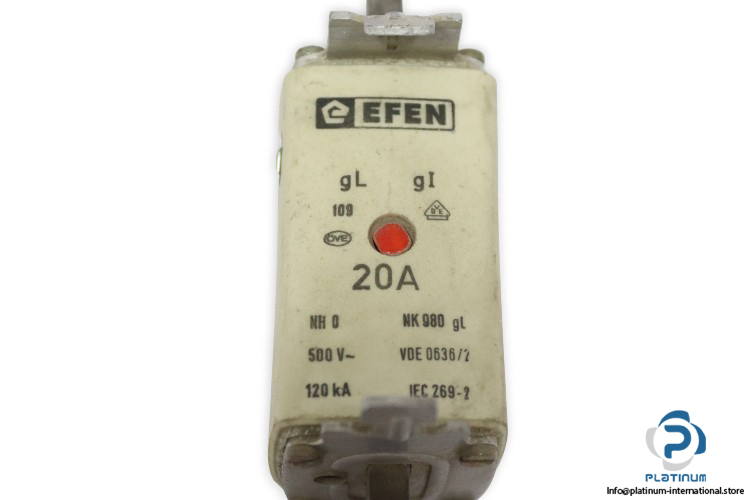 EFEN
gL gI
109
VDE
ÖVE
20A
NH 0 NK 980 gL
500 V~ VDE 0636/2
120 kA IEC 269-2
PLATINUM
Info@platinum-international.store